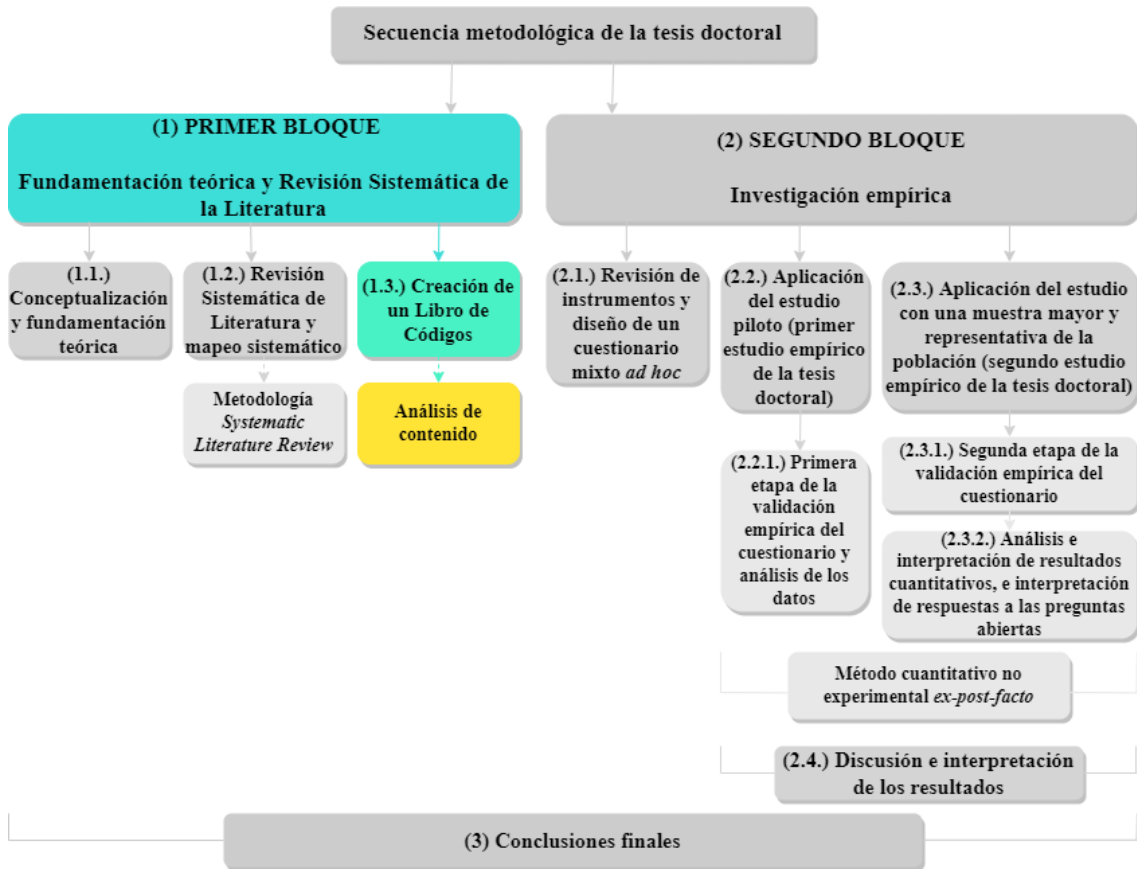 Secuencia metodológica de la tesis doctoral
(1) PRIMER BLOQUE
Fundamentación teórica y Revisión Sistemática de
la Literatura
(2) SEGUNDO BLOQUE
Investigación empírica
(1.1.)
Conceptualización
y fundamentación
teórica
(1.2.) Revisión
Sistemática de
Literatura y
mapeo sistemático
Metodología
Systematic
Literature Review
(1.3.) Creación de
un Libro de
Códigos
Análisis de
contenido
(2.1.) Revisión de
instrumentos y
diseño de un
cuestionario
mixto ad hoc
(2.2.) Aplicación
del estudio
piloto (primer
estudio empírico
de la tesis
doctoral)
(2.2.1.) Primera
etapa de la
validación
empírica del
cuestionario y
análisis de los
datos
(2.3.) Aplicación del estudio
con una muestra mayor y
representativa de la
población (segundo estudio
empírico de la tesis doctoral)
(2.3.1.) Segunda etapa de la
validación empírica del
cuestionario
(2.3.2.) Análisis e
interpretación de resultados
cuantitativos, e interpretación
de respuestas a las preguntas
abiertas
Método cuantitativo no
experimental ex-post-facto
(2.4.) Discusión e interpretación
de los resultados
(3) Conclusiones finales